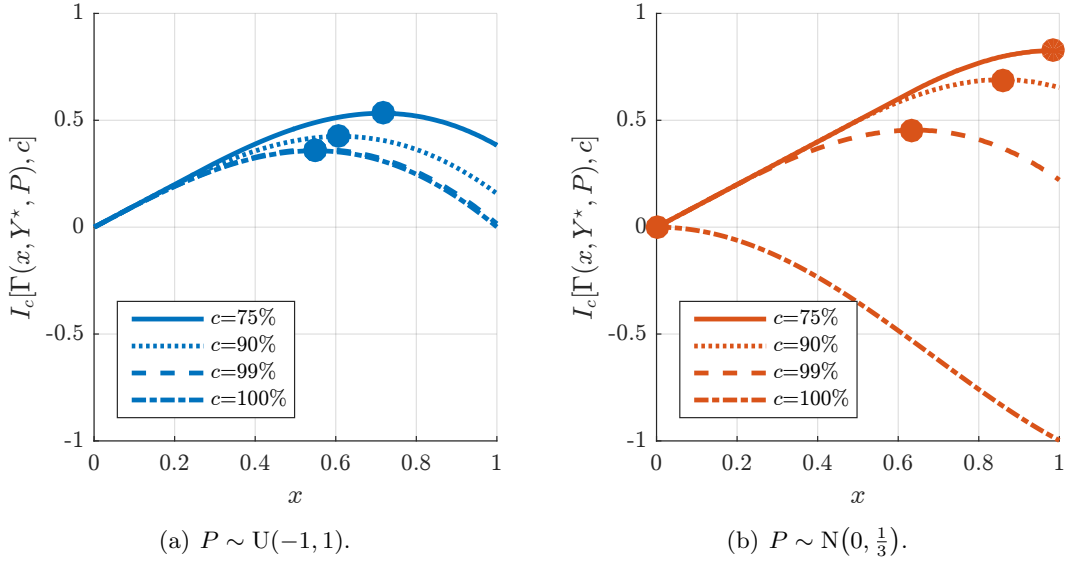 1
0.5
0
-0.5
-1
0 0.2 0.4 0.6 0.8 1
x
I_c[Γ(x, Y⋆, P), c]
c=75%
c=90%
c=99%
c=100%
(a) P ∼ U(−1, 1).
1
0.5
0
-0.5
-1
0 0.2 0.4 0.6 0.8 1
x
I_c[Γ(x, Y⋆, P), c]
c=75%
c=90%
c=99%
c=100%
(b) P ∼ N(0, 1/3).